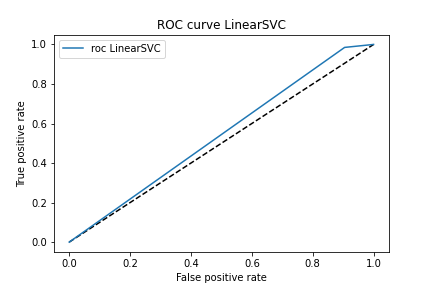 ROC curve LinearSVC
roc LinearSVC
1.0
0.8
0.6
0.4
0.2
0.0
True positive rate
0.0 0.2 0.4 0.6 0.8 1.0
False positive rate